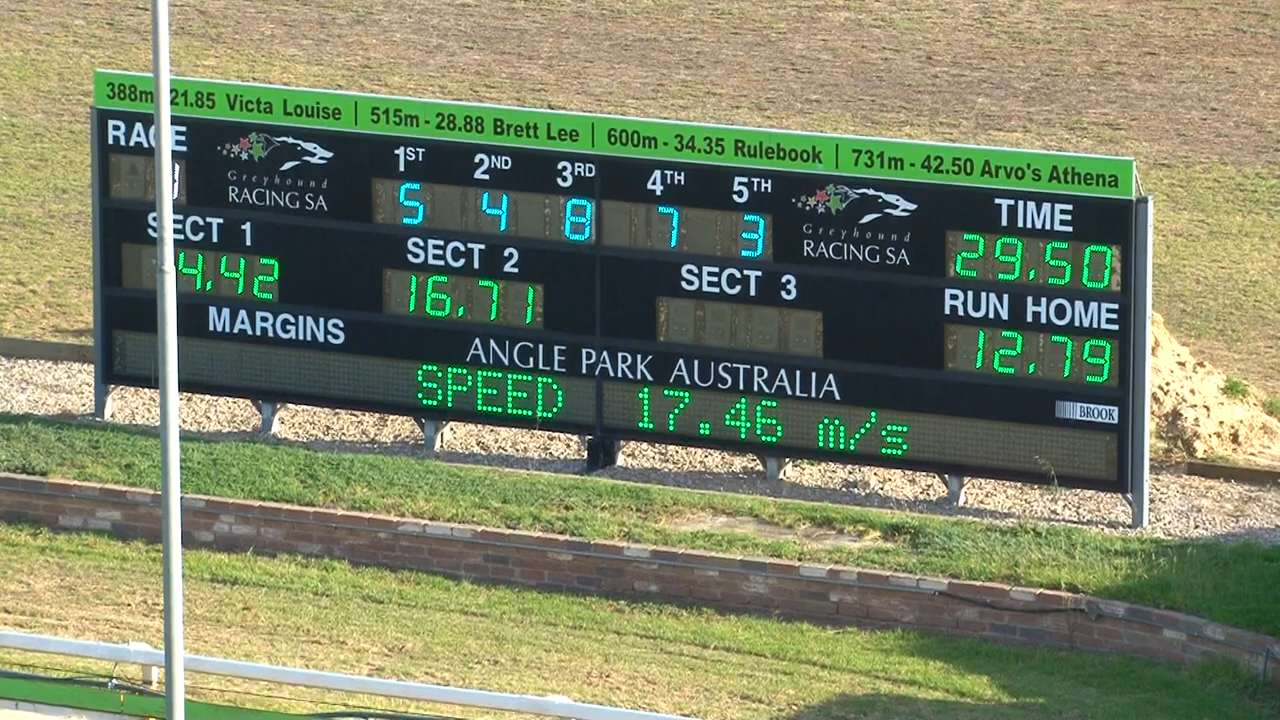 388m 21.85 Victa Louise | 515m - 28.88 Brett Lee | 600m - 34.35 Rulebook | 731m - 42.50 Arvo's Athena
RACE
Greyhound
RACING SA
1ST 2ND 3RD 4TH 5TH
5 4 8 7 3
Greyhound
RACING SA
TIME
29.50
SECT 1
4.42
SECT 2
16.71
SECT 3
RUN HOME
12.79
MARGINS
ANGLE PARK AUSTRALIA
BROOK
SPEED 17.46 m/s